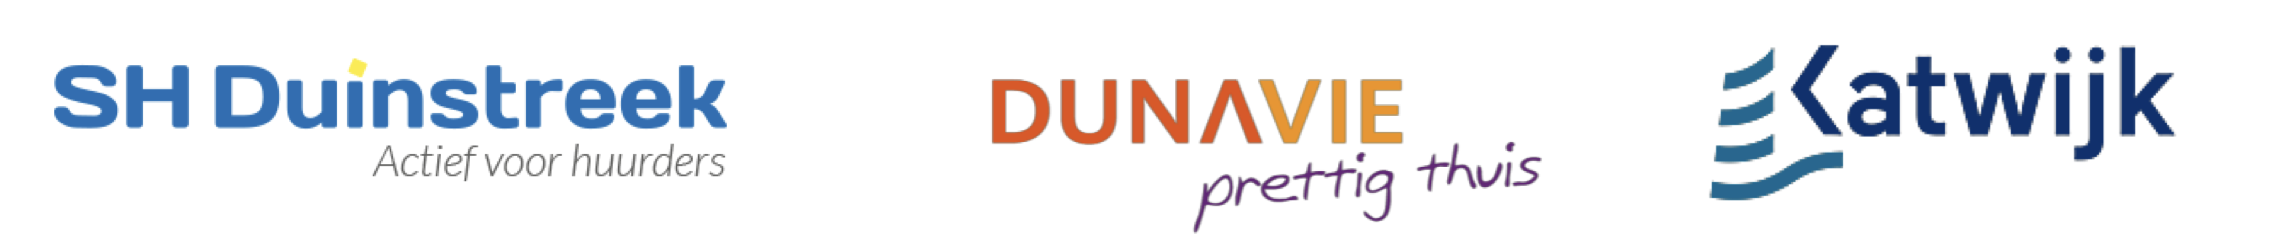 SH Duinstreek
Actief voor huurders
DUNAVIE
prettig thuis
Katwijk